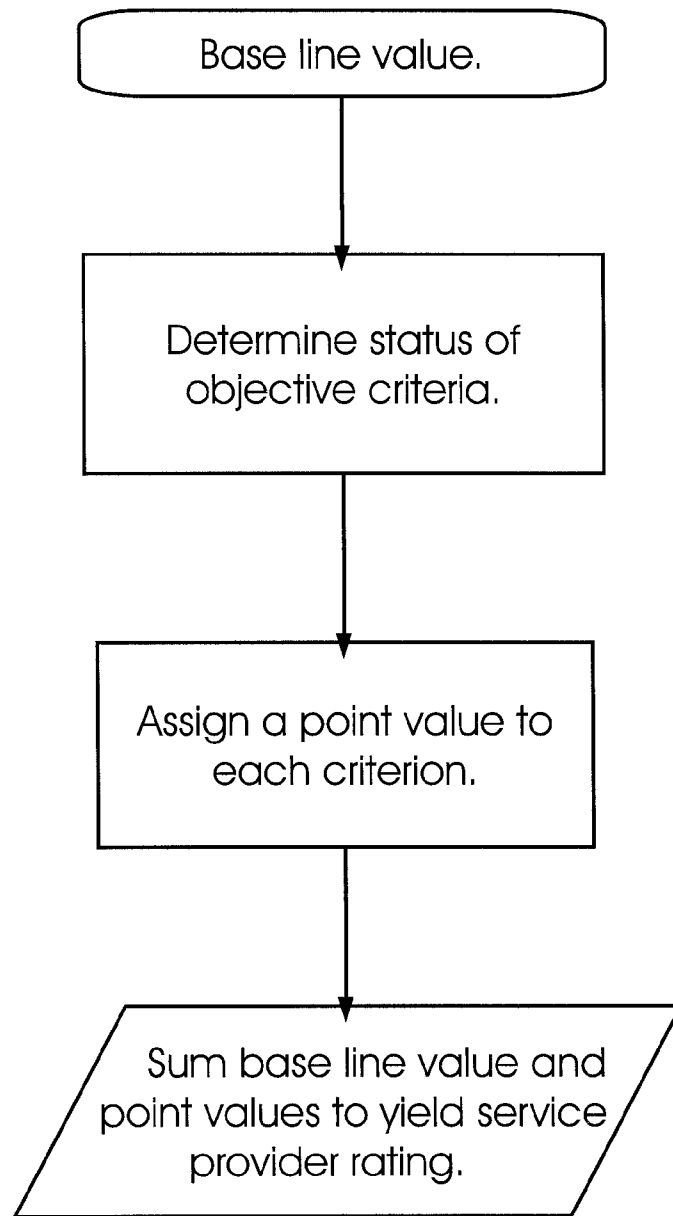 Base line value.
Determine status of
objective criteria.
Assign a point value to
each criterion.
Sum base line value and
point values to yield service
provider rating.